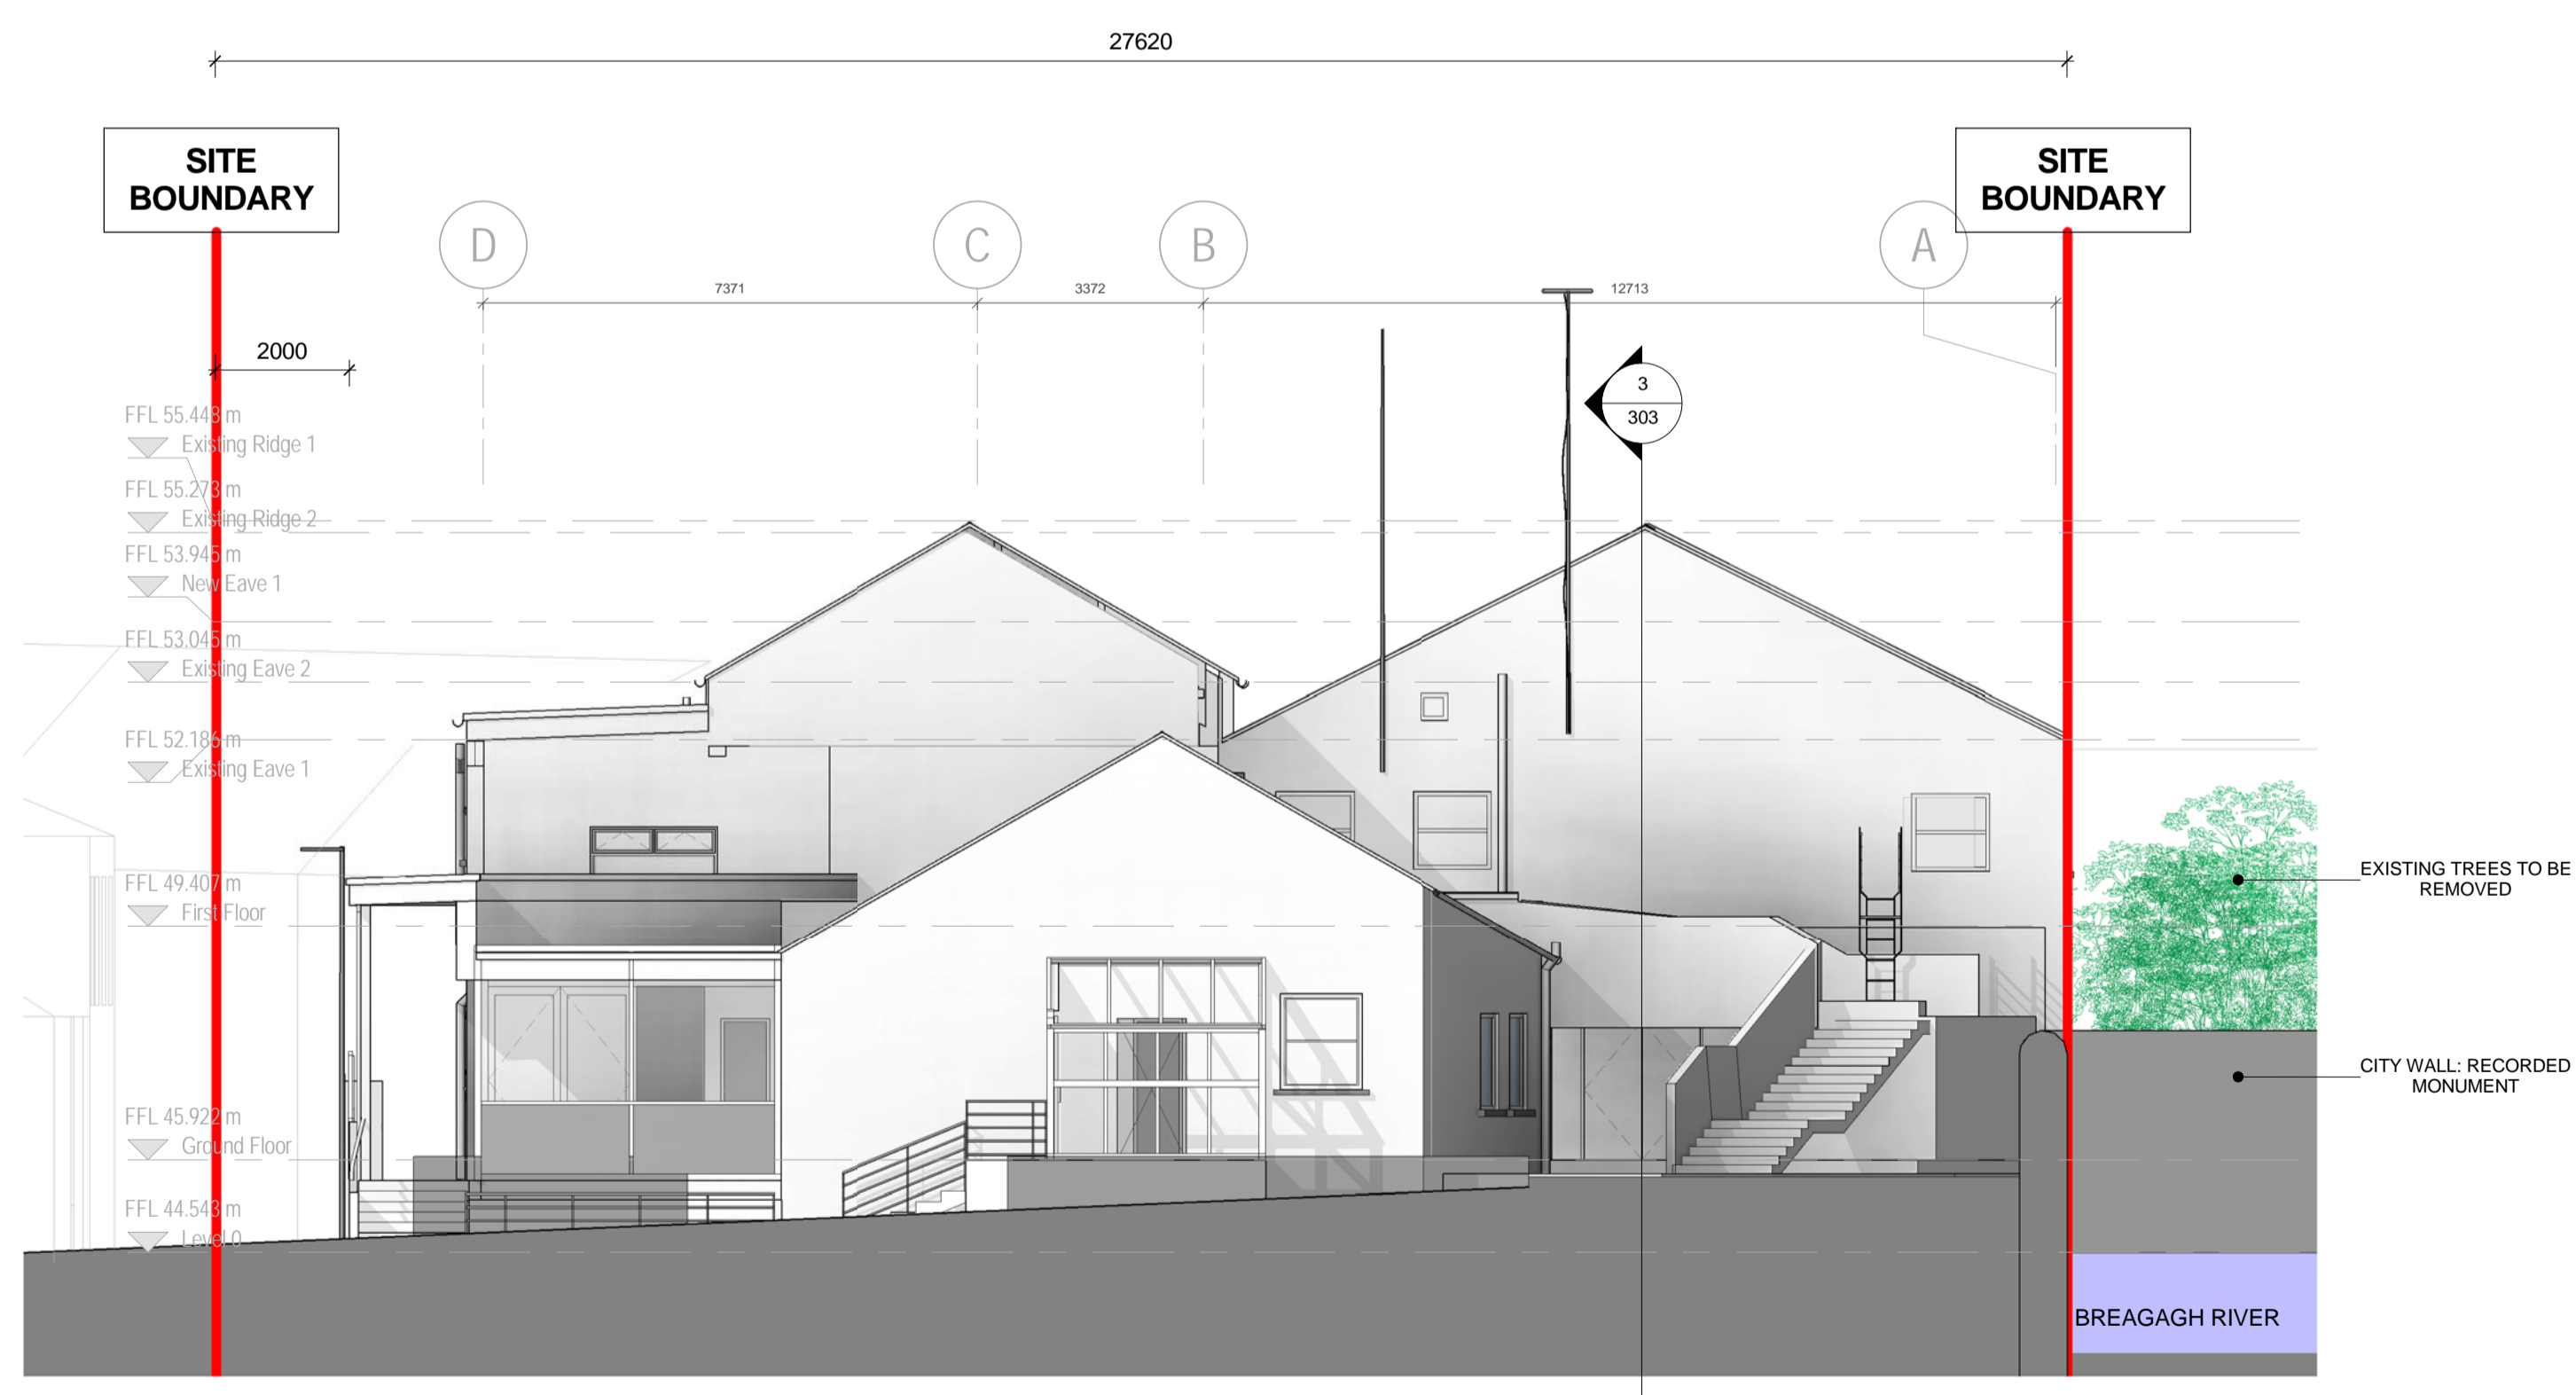 27620
SITE
BOUNDARY
SITE
BOUNDARY
D
C
B
A
7371
3372
12713
2000
3
303
FFL 55.448 m
Existing Ridge 1
FFL 55.273 m
Existing Ridge 2
FFL 53.945 m
New Eave 1
FFL 53.045 m
Existing Eave 2
FFL 52.186 m
Existing Eave 1
FFL 49.407 m
First Floor
FFL 45.922 m
Ground Floor
FFL 44.543 m
Level 0
EXISTING TREES TO BE
REMOVED
CITY WALL: RECORDED
MONUMENT
BREAGAGH RIVER